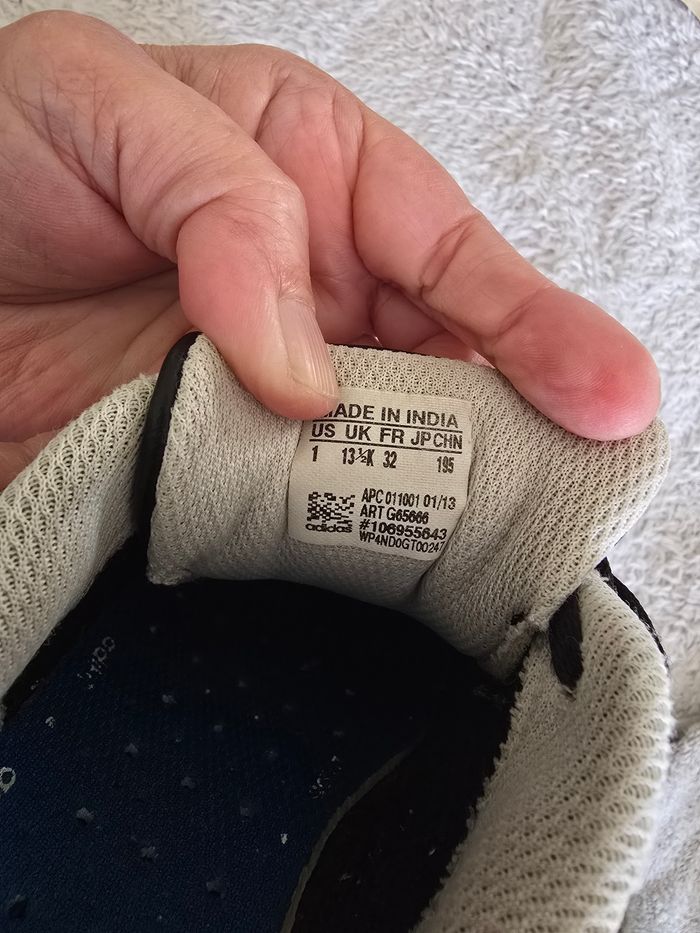 MADE IN INDIA
US UK FR JP CHN
1 13½K 32 195
APC 011001 01/13
ART G65666
#106955643
WP4ND0GT00247
adidas